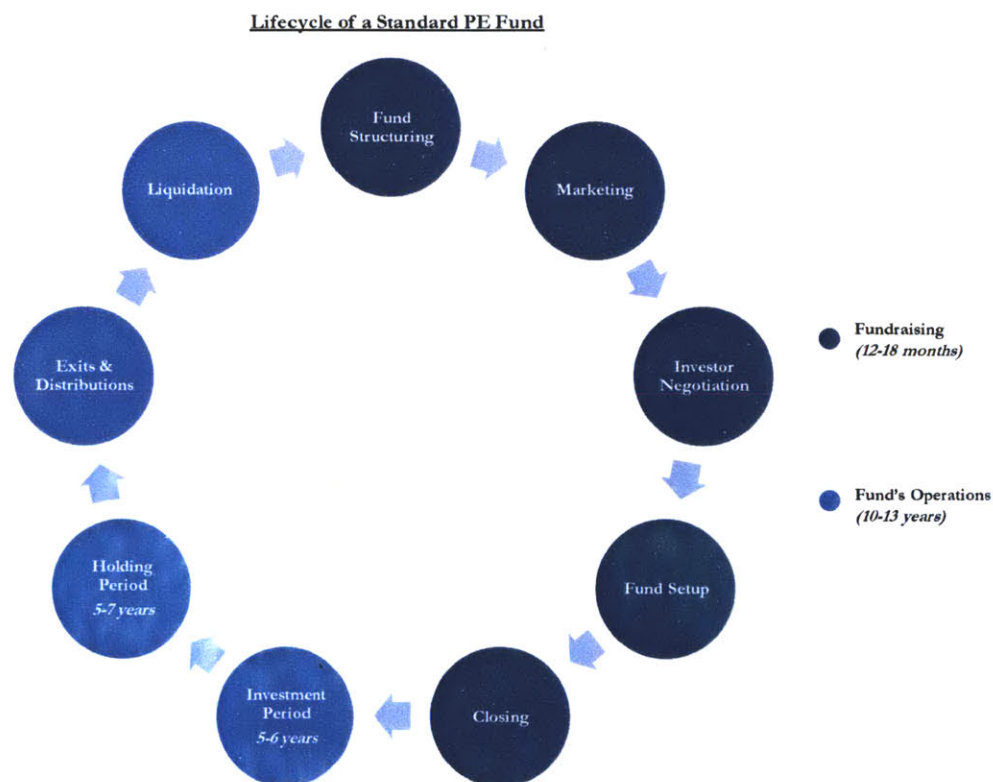 Lifecycle of a Standard PE Fund
Fund
Structuring
Marketing
Investor
Negotiation
Fund Setup
Closing
Investment
Period
5-6 years
Holding
Period
5-7 years
Exits &
Distributions
Liquidation
Fundraising
(12-18 months)
Fund's Operations
(10-13 years)